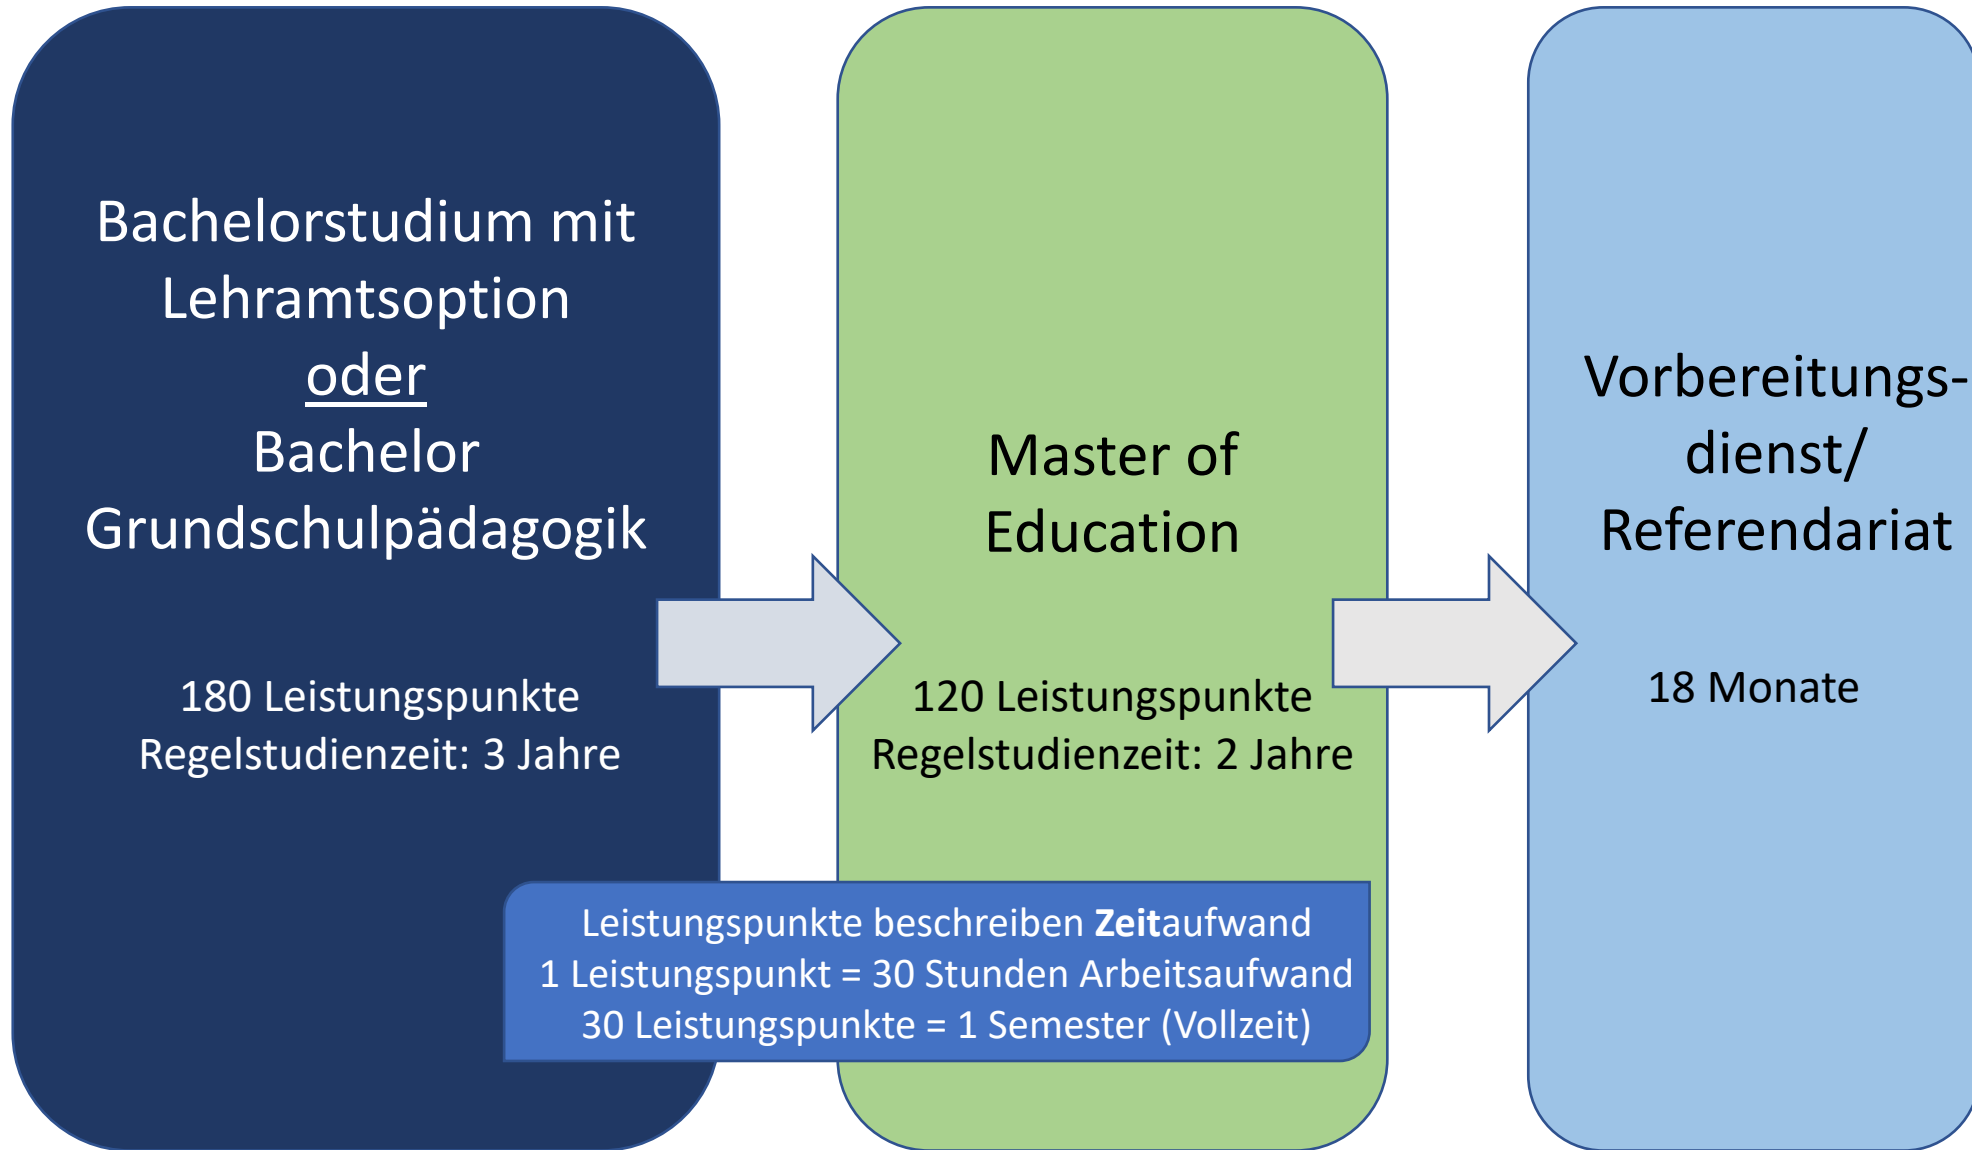 Bachelorstudium mit
Lehramtsoption
oder
Bachelor
Grundschulpädagogik
180 Leistungspunkte
Regelstudienzeit: 3 Jahre
Master of
Education
120 Leistungspunkte
Regelstudienzeit: 2 Jahre
Vorbereitungs-
dienst/
Referendariat
18 Monate
Leistungspunkte beschreiben Zeitaufwand
1 Leistungspunkt = 30 Stunden Arbeitsaufwand
30 Leistungspunkte = 1 Semester (Vollzeit)